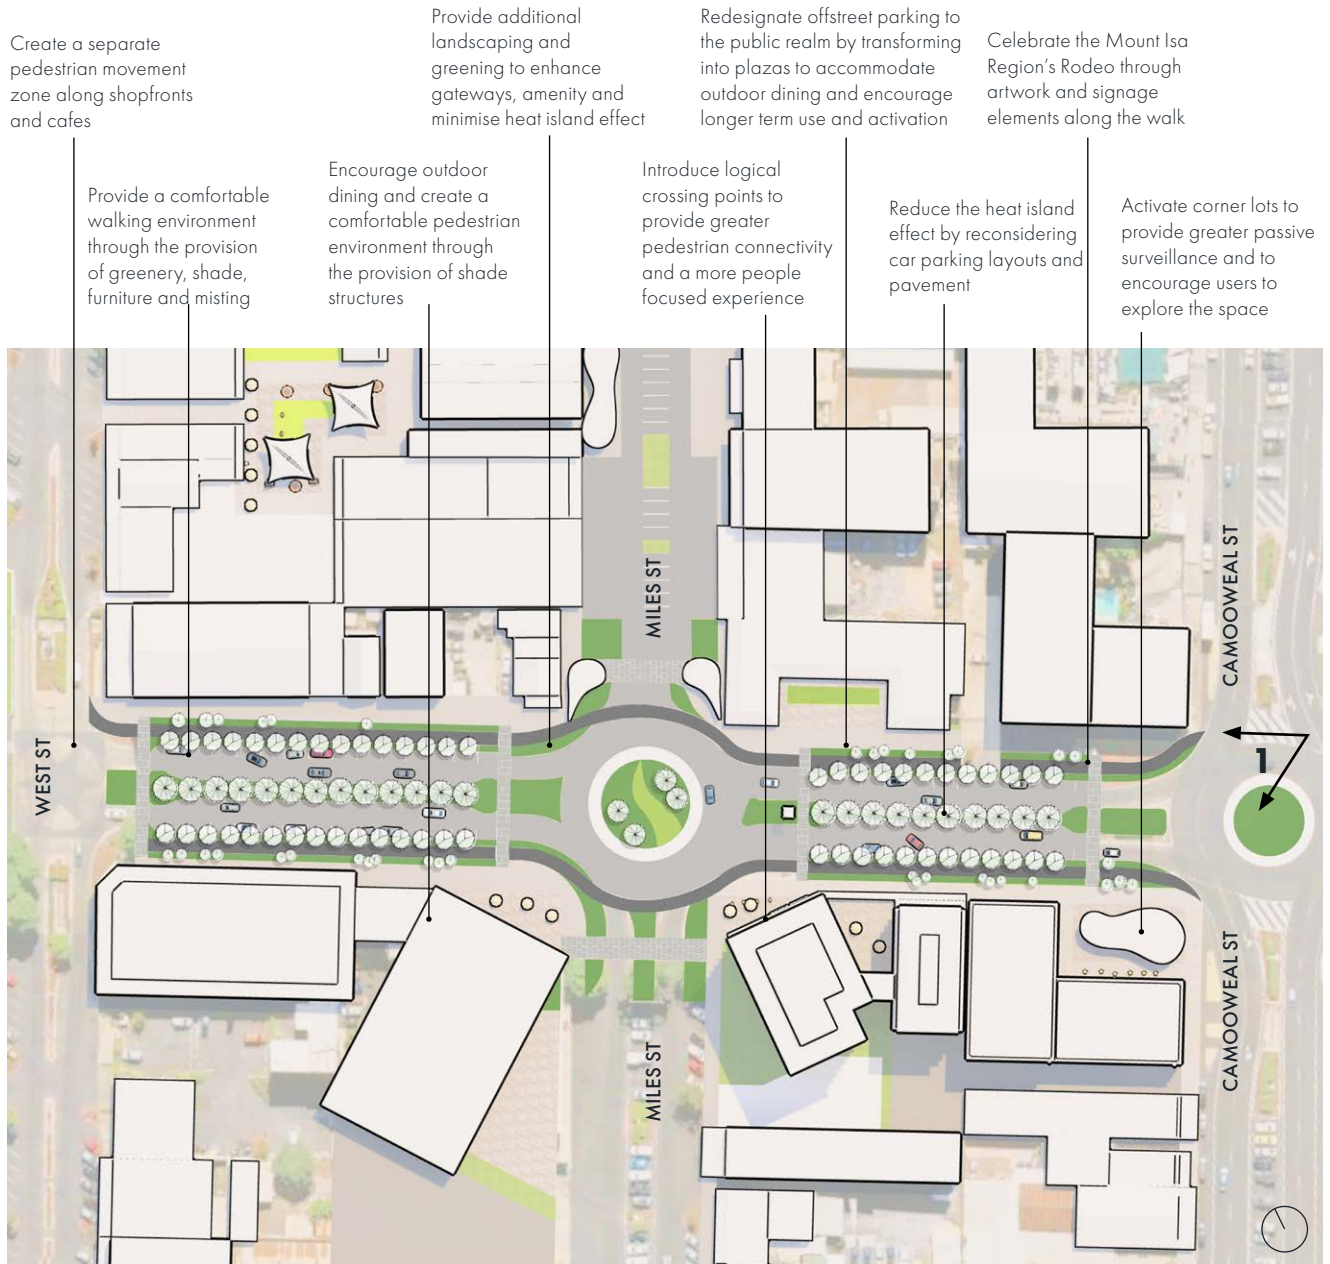 Create a separate
pedestrian movement
zone along shopfronts
and cafes
Provide a comfortable
walking environment
through the provision
of greenery, shade,
furniture and misting
Encourage outdoor
dining and create a
comfortable pedestrian
environment through
the provision of shade
structures
Provide additional
landscaping and
greening to enhance
gateways, amenity and
minimise heat island effect
Introduce logical
crossing points to
provide greater
pedestrian connectivity
and a more people
focused experience
Redesignate offstreet parking to
the public realm by transforming
into plazas to accommodate
outdoor dining and encourage
longer term use and activation
Reduce the heat island
effect by reconsidering
car parking layouts and
pavement
Celebrate the Mount Isa
Region's Rodeo through
artwork and signage
elements along the walk
Activate corner lots to
provide greater passive
surveillance and to
encourage users to
explore the space
MILES ST
CAMOOWEAL ST
WEST ST
1
MILES ST
CAMOOWEAL ST